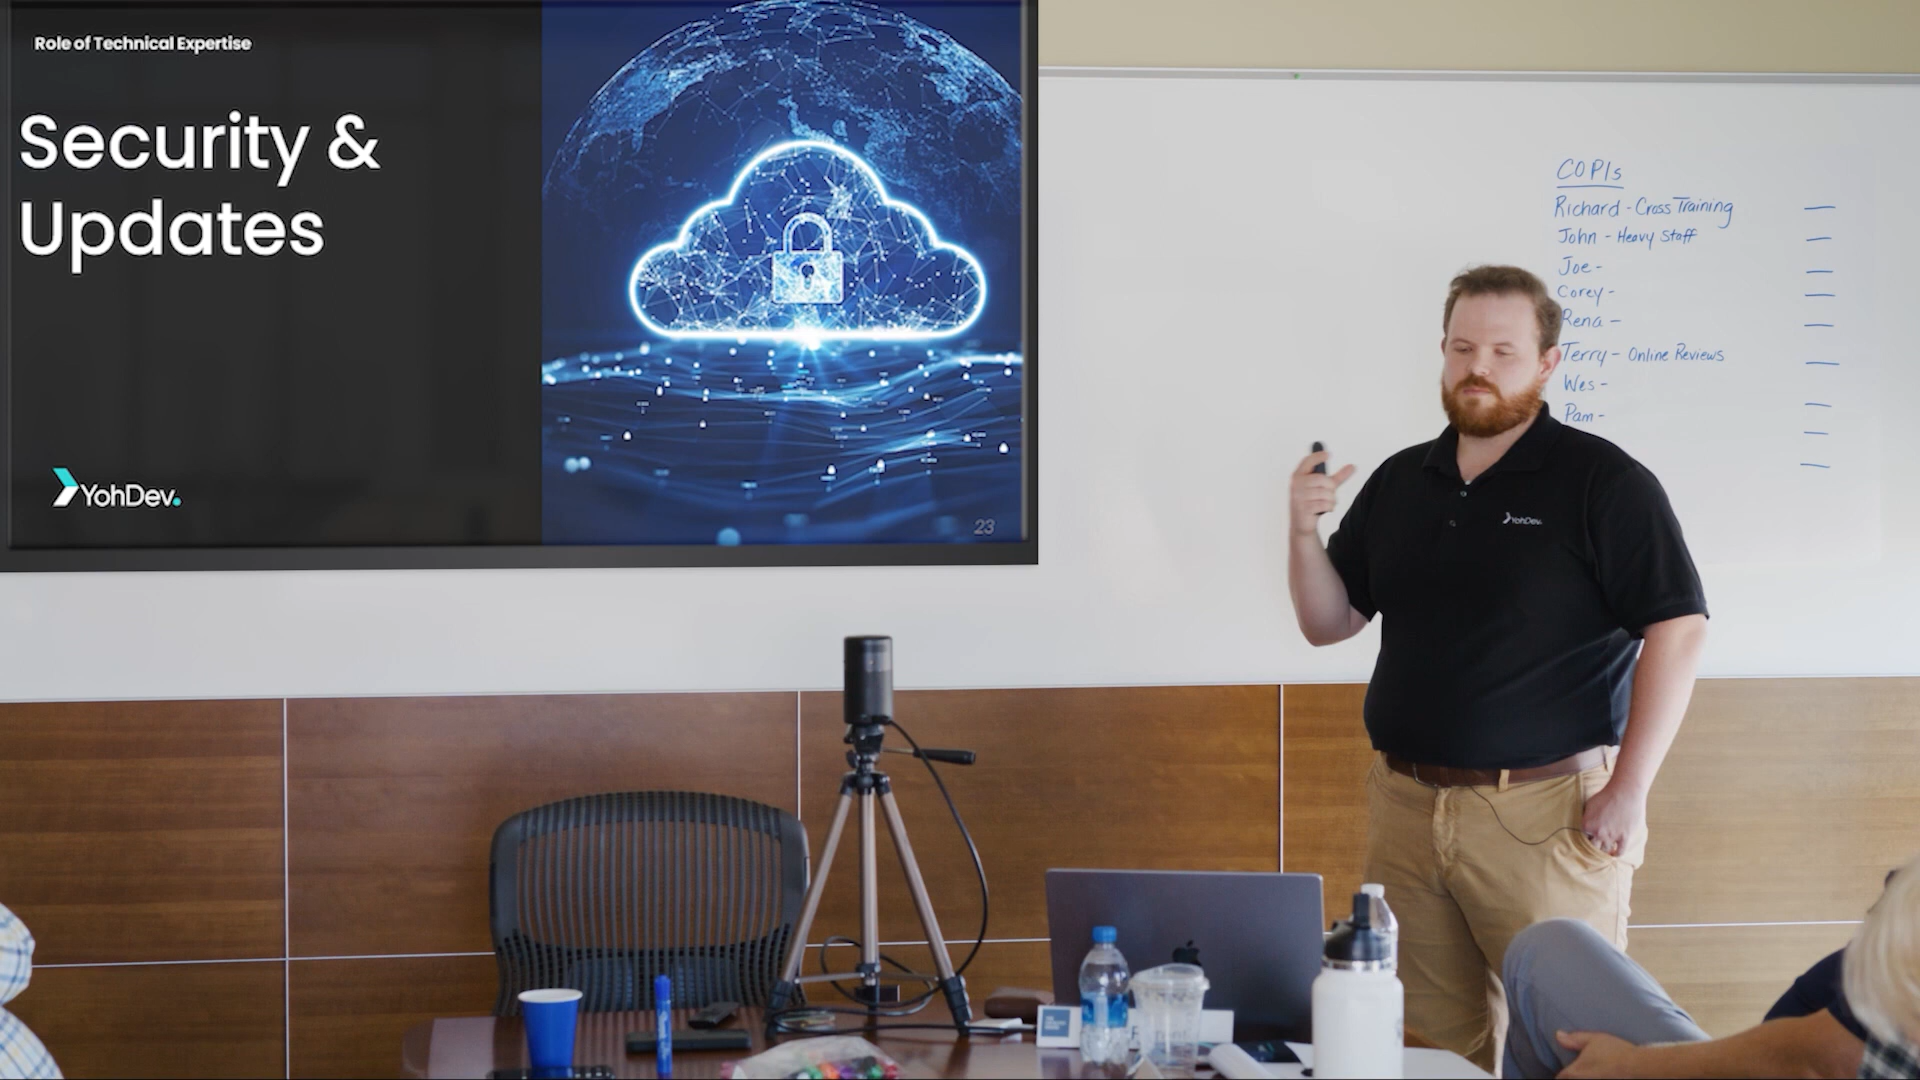 Role of Technical Expertise
Security &
Updates
YohDev.
23
COPIs
Richard - Cross Training
John - Heavy Staff
Joe -
Corey -
Rena -
Terry - Online Reviews
Wes -
Pam -
YohDev.